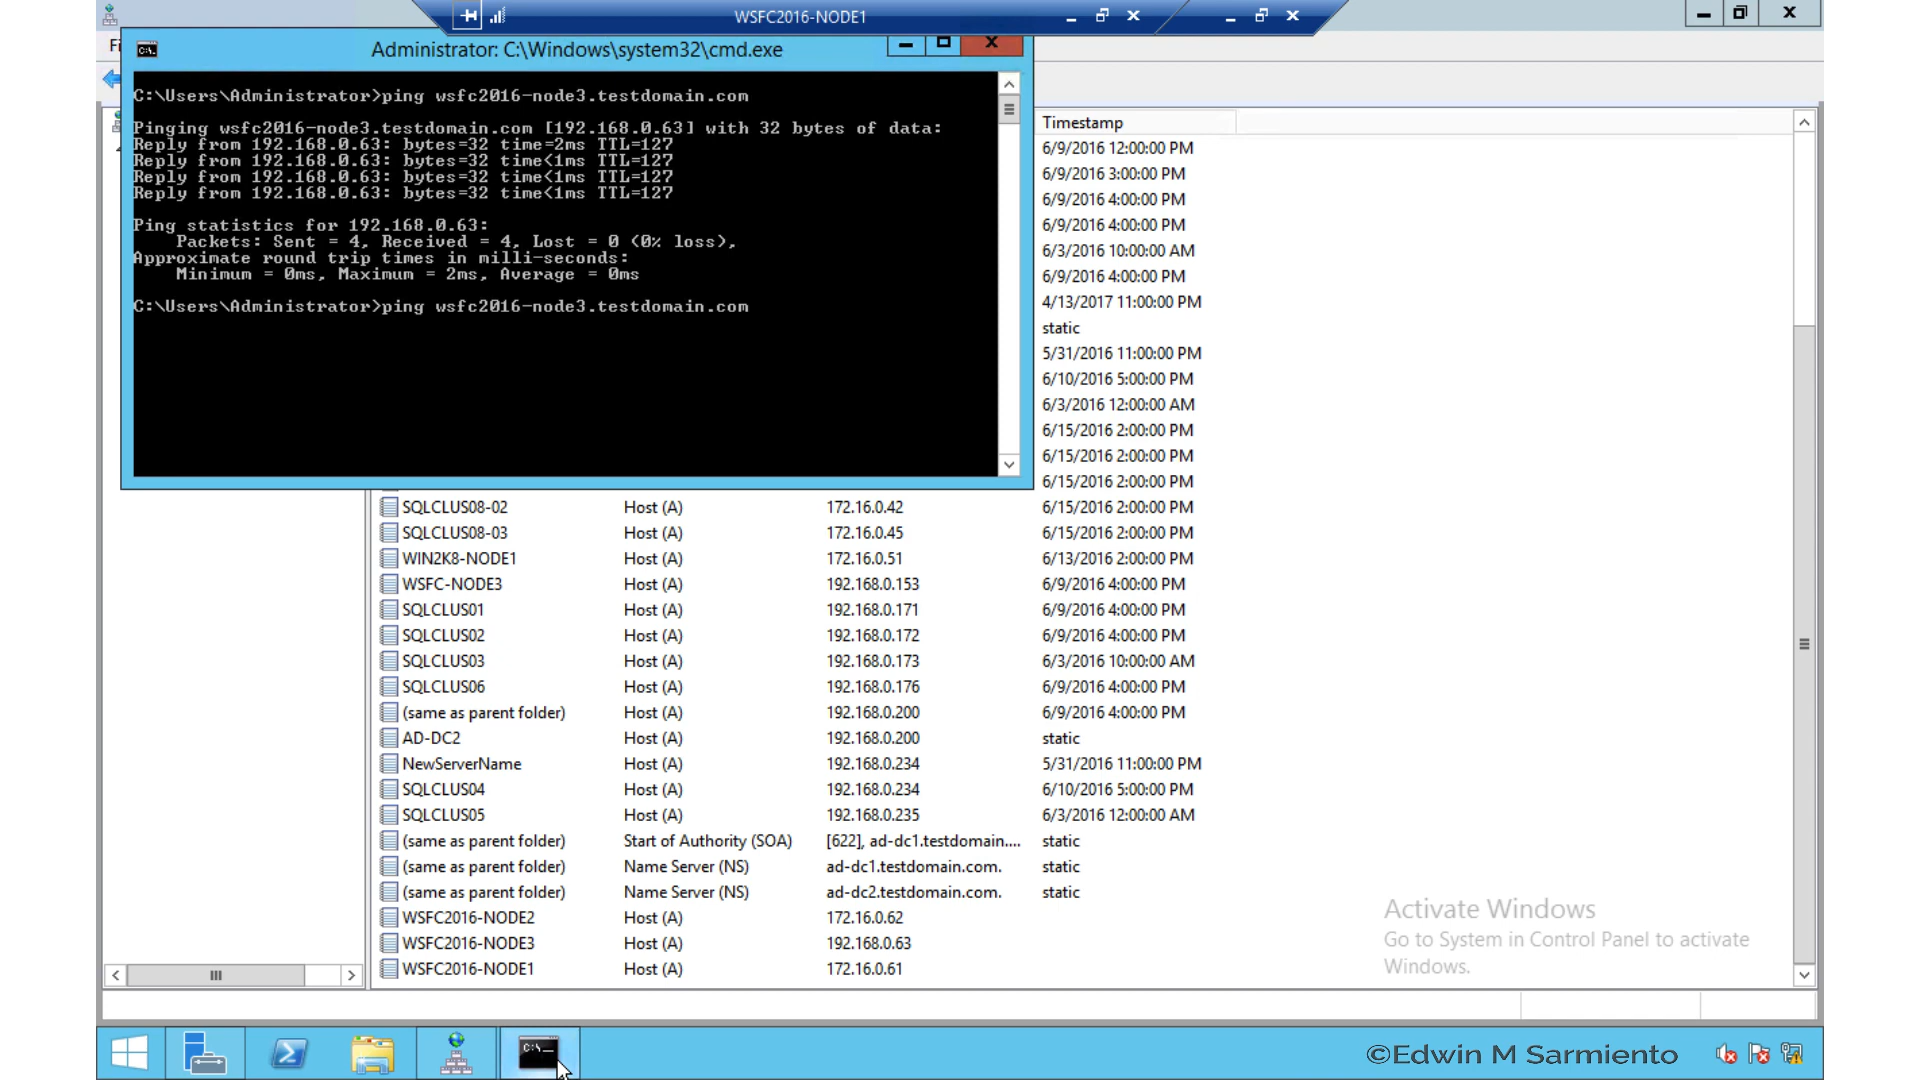 WSFC2016-NODE1
Fi
Administrator: C:\Windows\system32\cmd.exe
C:\Users\Administrator>ping wsfc2016-node3.testdomain.com
Pinging wsfc2016-node3.testdomain.com [192.168.0.63] with 32 bytes of data:
Reply from 192.168.0.63: bytes=32 time=2ms TTL=127
Reply from 192.168.0.63: bytes=32 time<1ms TTL=127
Reply from 192.168.0.63: bytes=32 time<1ms TTL=127
Reply from 192.168.0.63: bytes=32 time<1ms TTL=127
Ping statistics for 192.168.0.63:
Packets: Sent = 4, Received = 4, Lost = 0 (0% loss),
Approximate round trip times in milli-seconds:
Minimum = 0ms, Maximum = 2ms, Average = 0ms
C:\Users\Administrator>ping wsfc2016-node3.testdomain.com
Timestamp
6/9/2016 12:00:00 PM
6/9/2016 3:00:00 PM
6/9/2016 4:00:00 PM
6/9/2016 4:00:00 PM
6/3/2016 10:00:00 AM
6/9/2016 4:00:00 PM
4/13/2017 11:00:00 PM
static
5/31/2016 11:00:00 PM
6/10/2016 5:00:00 PM
6/3/2016 12:00:00 AM
6/15/2016 2:00:00 PM
6/15/2016 2:00:00 PM
6/15/2016 2:00:00 PM
SQLCLUS08-02 Host (A) 172.16.0.42 6/15/2016 2:00:00 PM
SQLCLUS08-03 Host (A) 172.16.0.45 6/15/2016 2:00:00 PM
WIN2K8-NODE1 Host (A) 172.16.0.51 6/13/2016 2:00:00 PM
WSFC-NODE3 Host (A) 192.168.0.153 6/9/2016 4:00:00 PM
SQLCLUS01 Host (A) 192.168.0.171 6/9/2016 4:00:00 PM
SQLCLUS02 Host (A) 192.168.0.172 6/9/2016 4:00:00 PM
SQLCLUS03 Host (A) 192.168.0.173 6/3/2016 10:00:00 AM
SQLCLUS06 Host (A) 192.168.0.176 6/9/2016 4:00:00 PM
(same as parent folder) Host (A) 192.168.0.200 6/9/2016 4:00:00 PM
AD-DC2 Host (A) 192.168.0.200 static
NewServerName Host (A) 192.168.0.234 5/31/2016 11:00:00 PM
SQLCLUS04 Host (A) 192.168.0.234 6/10/2016 5:00:00 PM
SQLCLUS05 Host (A) 192.168.0.235 6/3/2016 12:00:00 AM
(same as parent folder) Start of Authority (SOA) [622], ad-dc1.testdomain.... static
(same as parent folder) Name Server (NS) ad-dc1.testdomain.com. static
(same as parent folder) Name Server (NS) ad-dc2.testdomain.com. static
WSFC2016-NODE2 Host (A) 172.16.0.62
WSFC2016-NODE3 Host (A) 192.168.0.63
WSFC2016-NODE1 Host (A) 172.16.0.61
Activate Windows
Go to System in Control Panel to activate
Windows.
©Edwin M Sarmiento